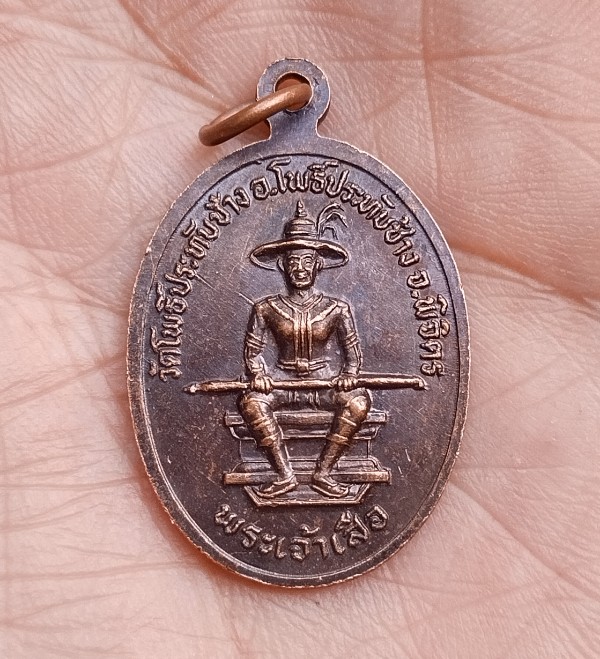 วัดโพธิ์ประทับช้าง อ.โพธิ์ประทับช้าง จ.พิจิตร
พระเจ้าเสือ